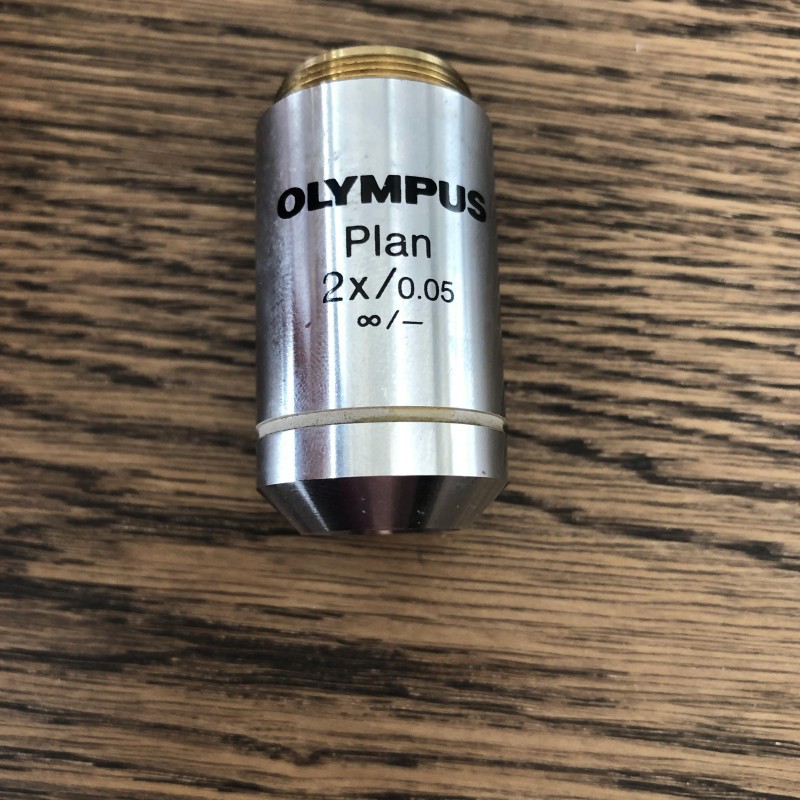 OLYMPUS
Plan
2x/0.05
∞/—